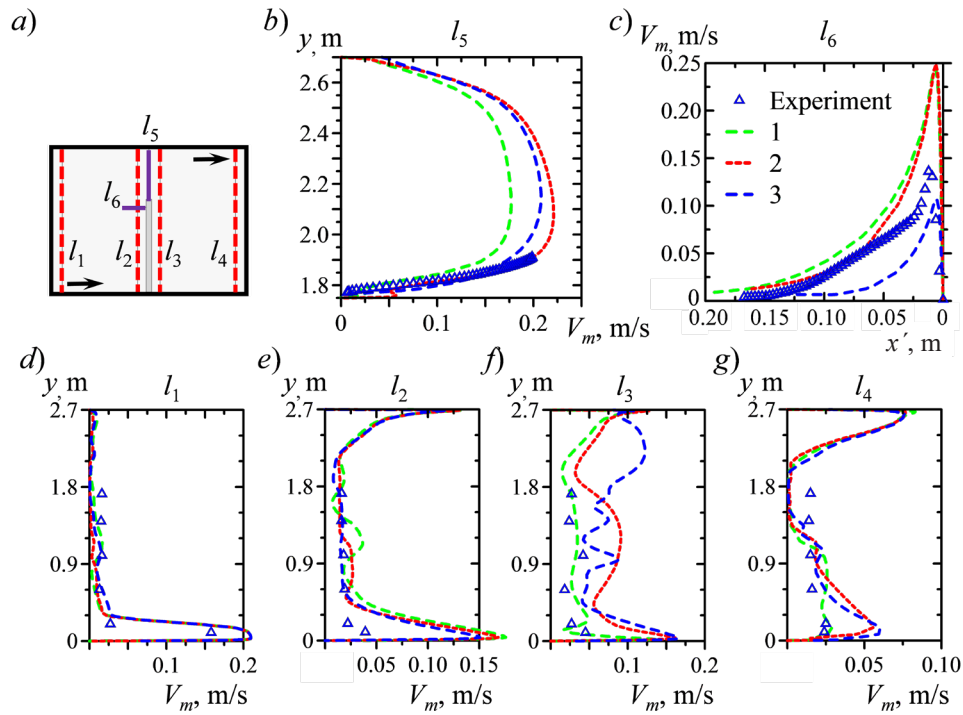 a)
l5
l6
l1
l2
l3
l4
b)
y, m
l5
2.7
2.4
2.1
1.8
0
0.1
0.2
Vm, m/s
c)
Vm, m/s
l6
0.25
0.20
0.15
0.10
0.05
0
0.20
0.15
0.10
0.05
0
x′, m
Experiment
1
2
3
d)
y, m
l1
2.7
1.8
0.9
0
0.1
0.2
Vm, m/s
e)
y, m
l2
2.7
1.8
0.9
0
0.05
0.10
0.15
Vm, m/s
f)
y, m
l3
2.7
1.8
0.9
0
0.1
0.2
Vm, m/s
g)
y, m
l4
2.7
1.8
0.9
0
0.05
0.10
Vm, m/s